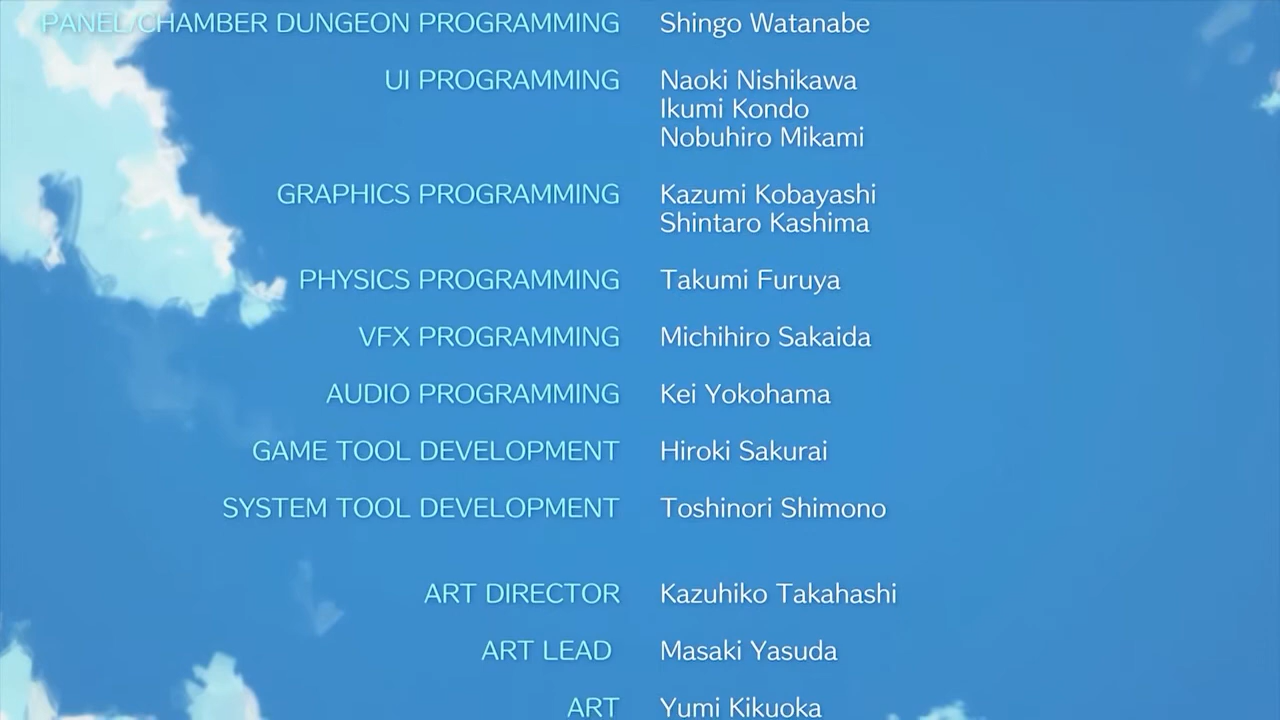 PANEL/CHAMBER DUNGEON PROGRAMMING Shingo Watanabe
UI PROGRAMMING Naoki Nishikawa
Ikumi Kondo
Nobuhiro Mikami
GRAPHICS PROGRAMMING Kazumi Kobayashi
Shintaro Kashima
PHYSICS PROGRAMMING Takumi Furuya
VFX PROGRAMMING Michihiro Sakaida
AUDIO PROGRAMMING Kei Yokohama
GAME TOOL DEVELOPMENT Hiroki Sakurai
SYSTEM TOOL DEVELOPMENT Toshinori Shimono
ART DIRECTOR Kazuhiko Takahashi
ART LEAD Masaki Yasuda
ART Yumi Kikuoka